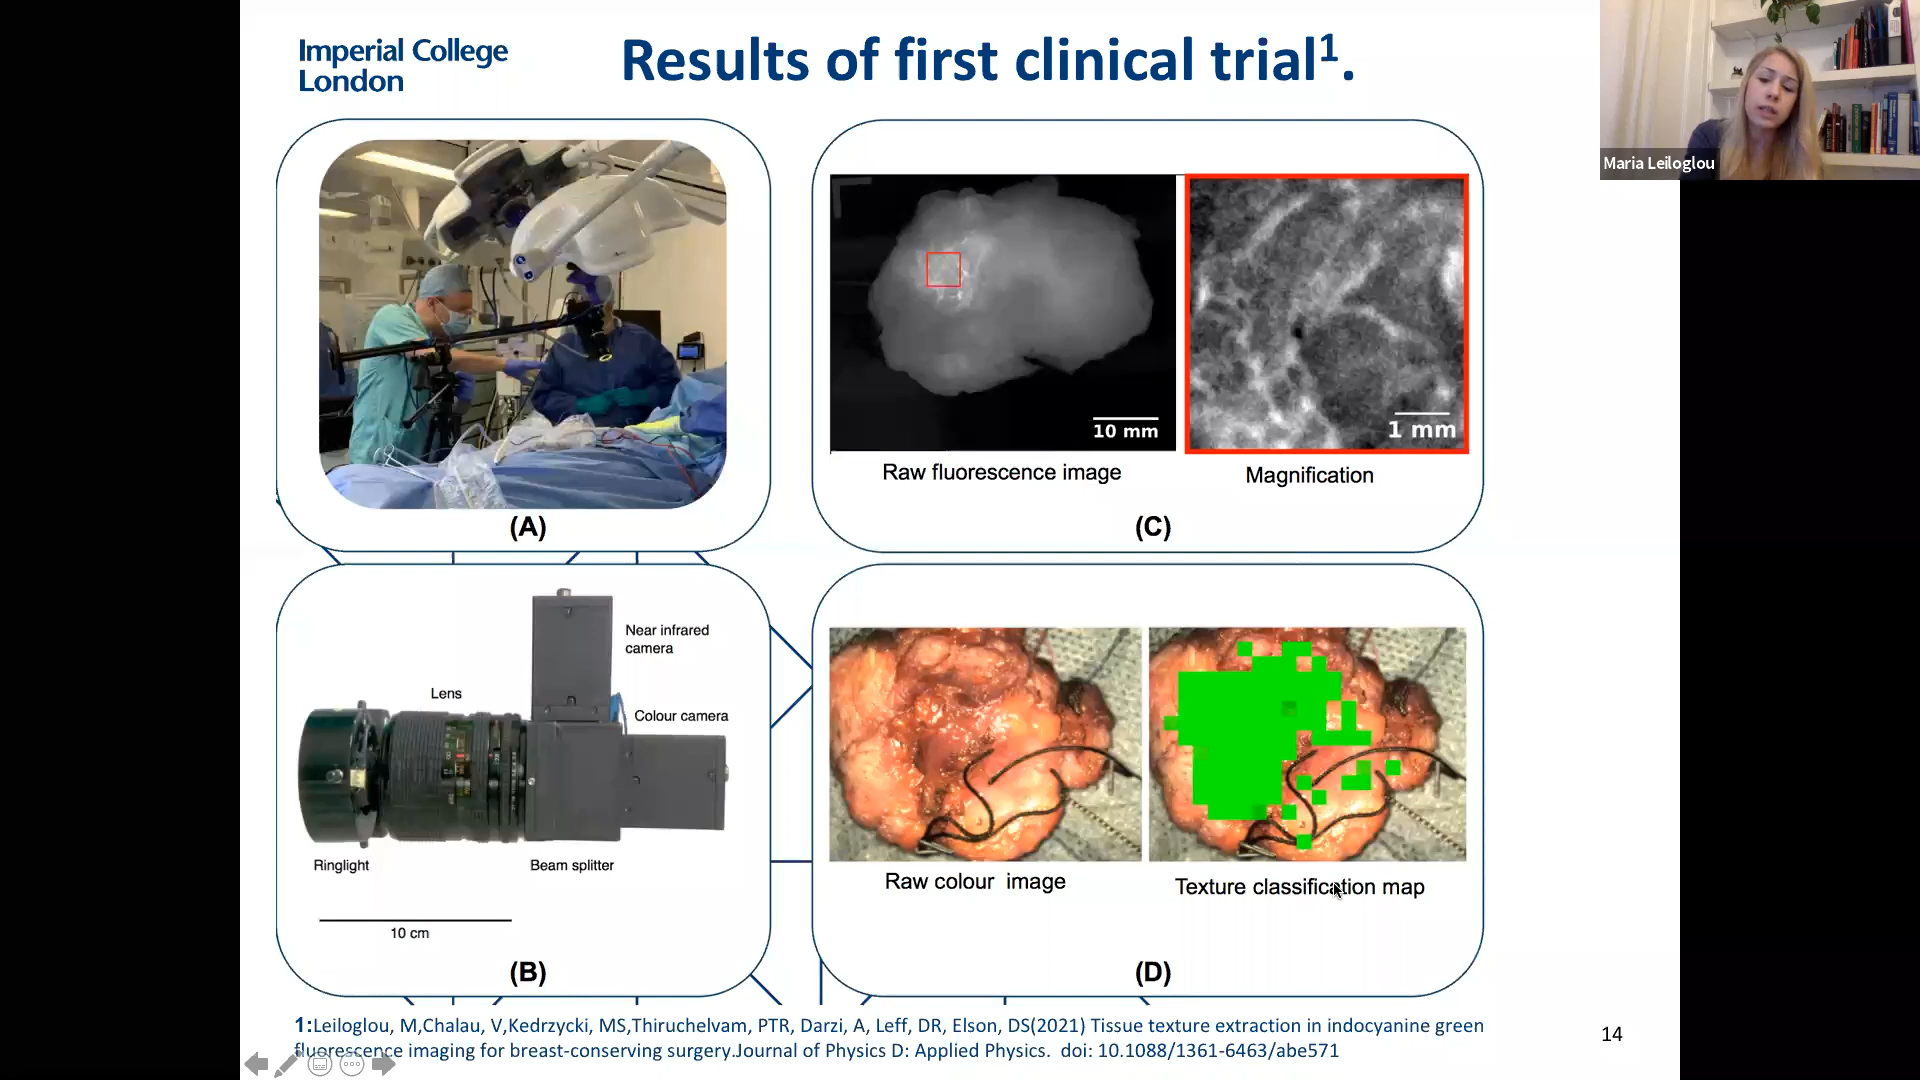 Imperial College
London
Results of first clinical trial¹.
Maria Leiloglou
(A)
10 mm
1 mm
Raw fluorescence image
Magnification
(C)
Near infrared
camera
Lens
Colour camera
Ringlight
Beam splitter
10 cm
(B)
Raw colour image
Texture classification map
(D)
1:Leiloglou, M,Chalau, V,Kedrzycki, MS,Thiruchelvam, PTR, Darzi, A, Leff, DR, Elson, DS(2021) Tissue texture extraction in indocyanine green
fluorescence imaging for breast-conserving surgery.Journal of Physics D: Applied Physics. doi: 10.1088/1361-6463/abe571
14